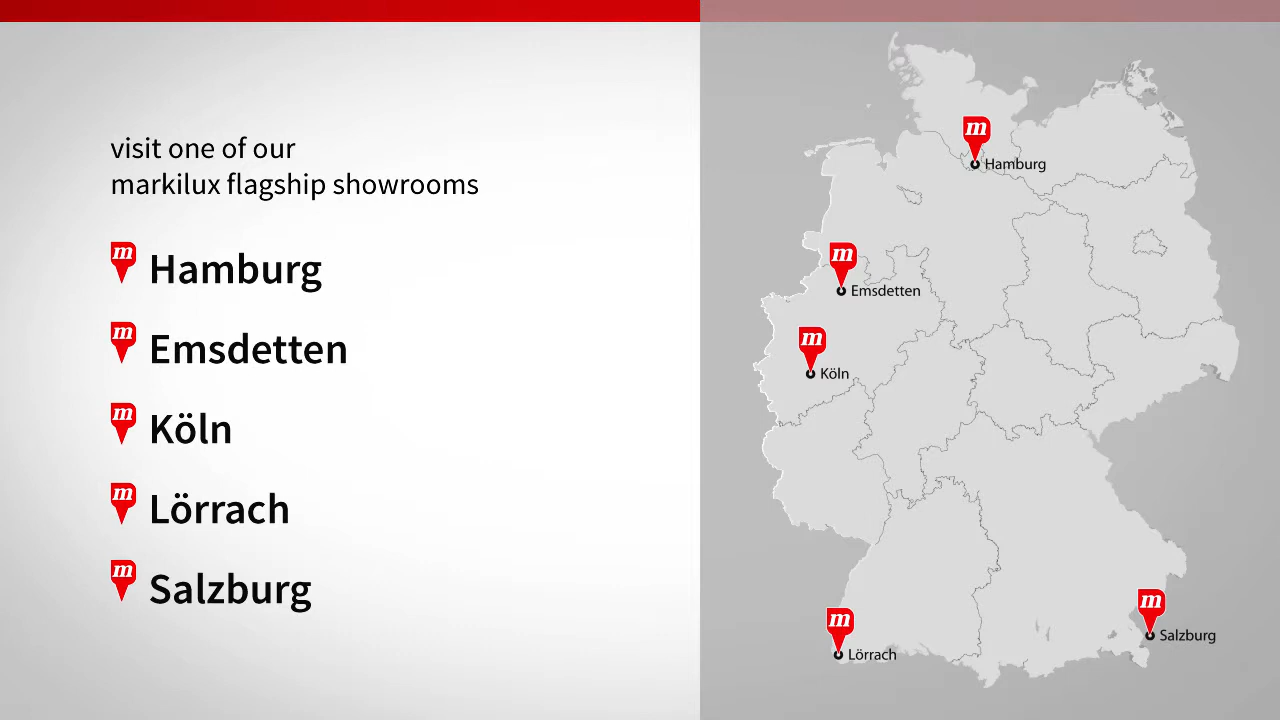 visit one of our
markilux flagship showrooms
m Hamburg
m Emsdetten
m Köln
m Lörrach
m Salzburg
m
Hamburg
m
Emsdetten
m
Köln
m
Lörrach
m
Salzburg